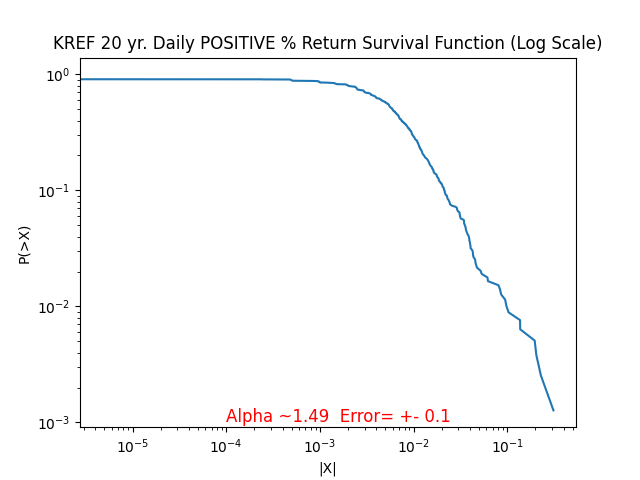 KREF 20 yr. Daily POSITIVE % Return Survival Function (Log Scale)
10⁰
10⁻¹
10⁻²
10⁻³
P(>X)
Alpha ~1.49  Error= +- 0.1
10⁻⁵ 10⁻⁴ 10⁻³ 10⁻² 10⁻¹
|X|